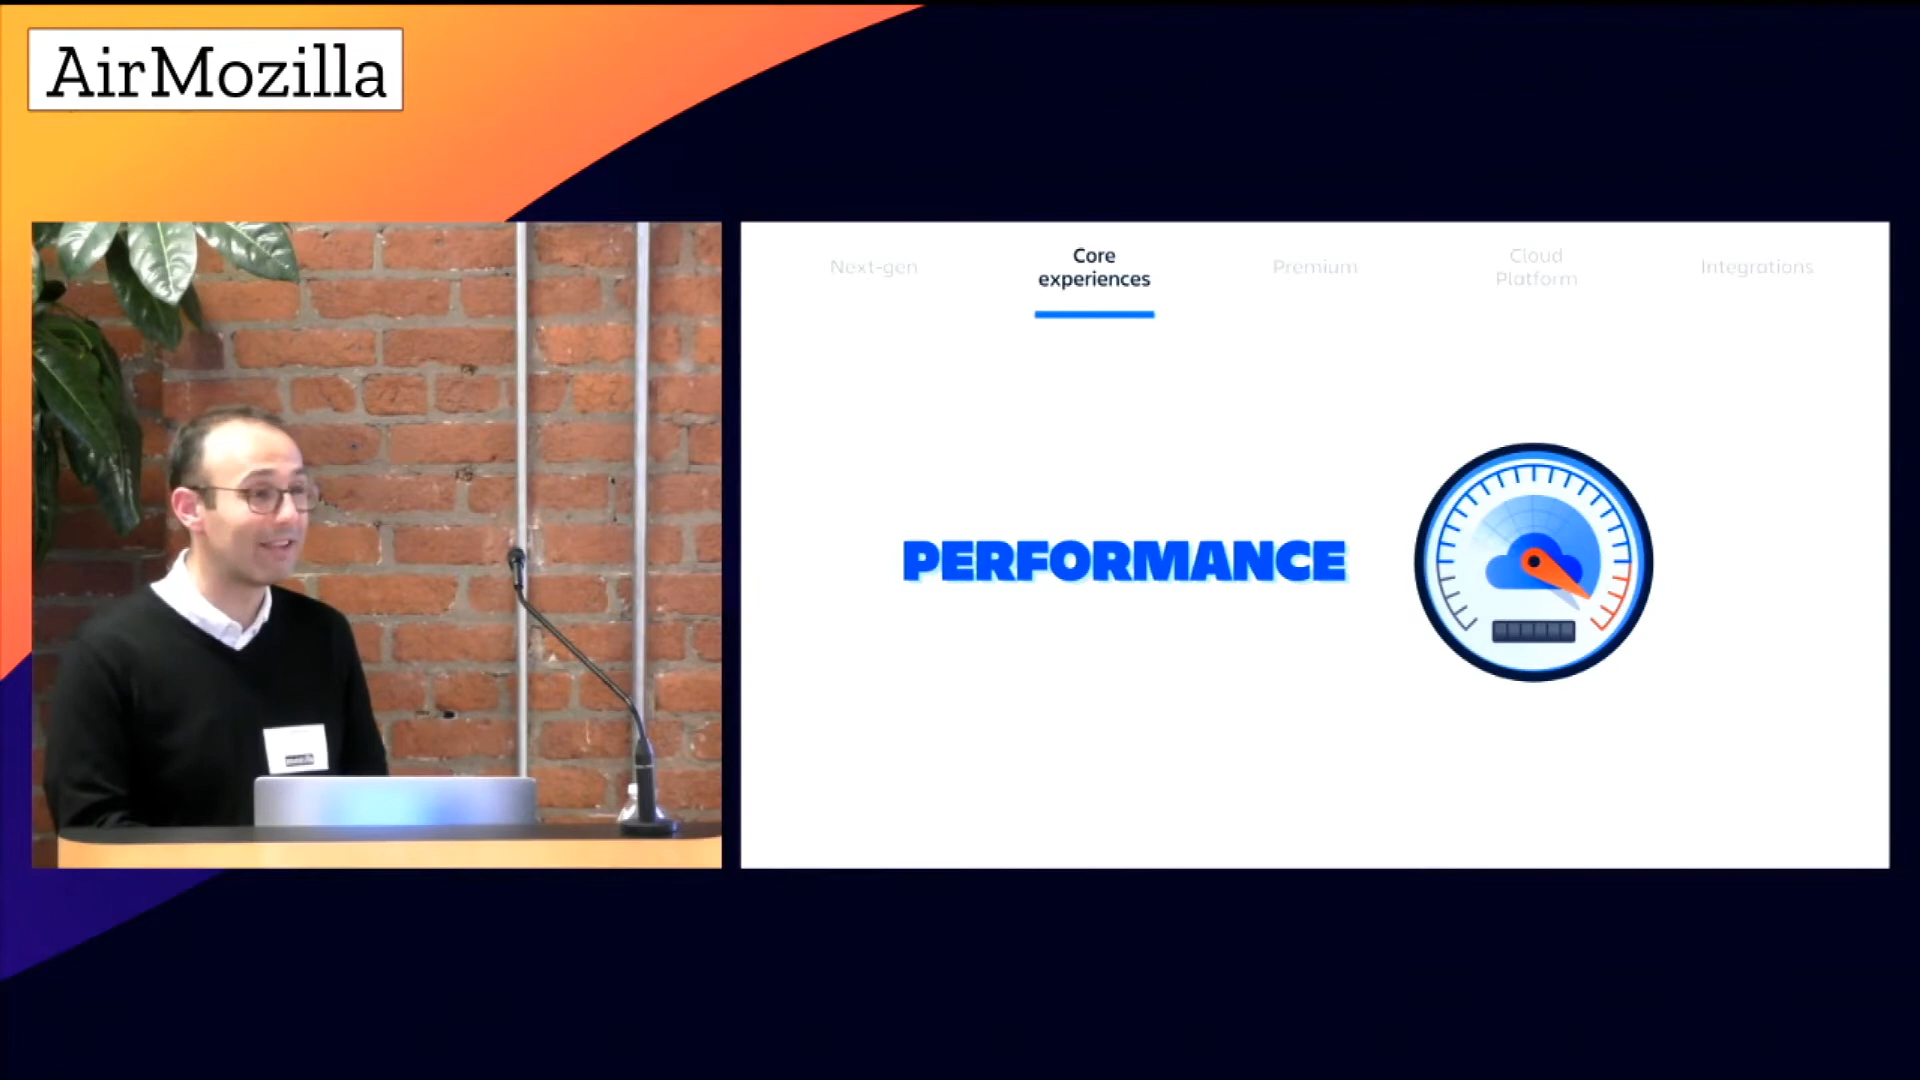 AirMozilla
Next-gen
Core
experiences
Premium
Cloud
Platform
Integrations
PERFORMANCE